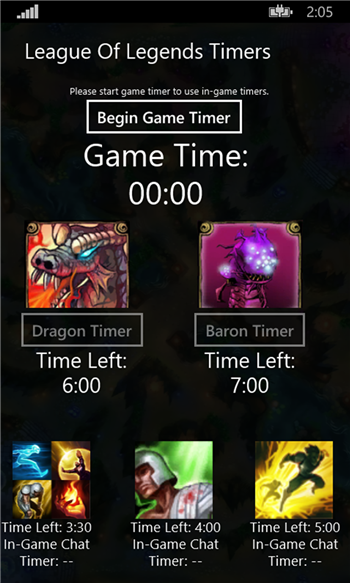 2:05
League Of Legends Timers
Please start game timer to use in-game timers.
Begin Game Timer
Game Time:
00:00
Dragon Timer
Baron Timer
Time Left:
6:00
Time Left:
7:00
Time Left: 3:30
In-Game Chat
Timer: --
Time Left: 4:00
In-Game Chat
Timer: --
Time Left: 5:00
In-Game Chat
Timer: --